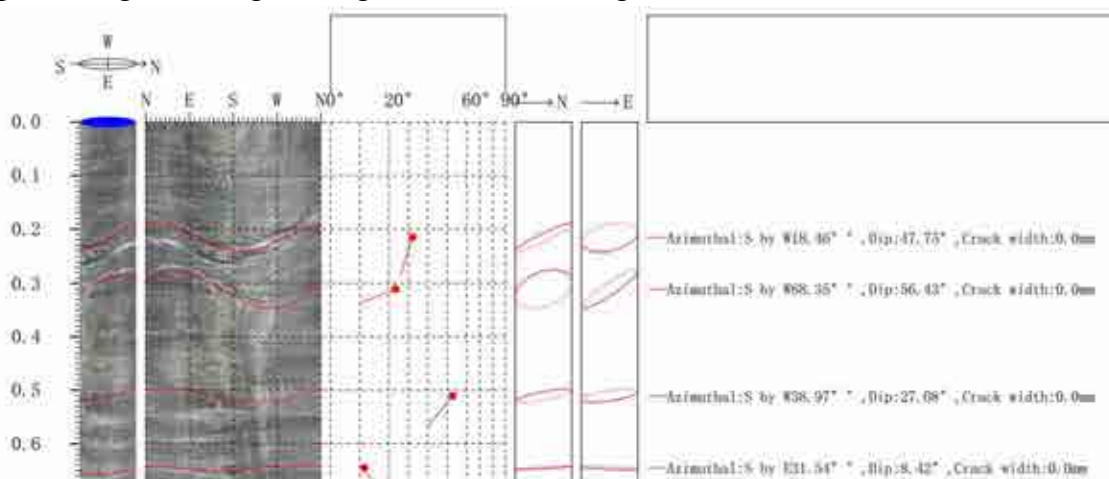 W
S N
E
N E S W N 0° 20° 60° 90° N E
0.0
0.1
0.2
Azimuthal:S by W18.46° ° ,Dip:47.75° ,Crack width:0.0mm
0.3
Azimuthal:S by W68.35° ° ,Dip:56.43° ,Crack width:0.0mm
0.4
0.5
Azimuthal:S by W38.97° ° ,Dip:27.08° ,Crack width:0.0mm
0.6
Azimuthal:S by E31.54° ° ,Dip:8.42° ,Crack width:0.0mm